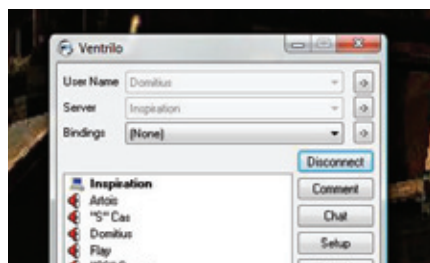 Ventrilo
User Name Domitius
Server Inspiration
Bindings (None)
Disconnect
Inspiration
Comment
Artois
"S" Cas
Chat
Domitius
Setup
Flay